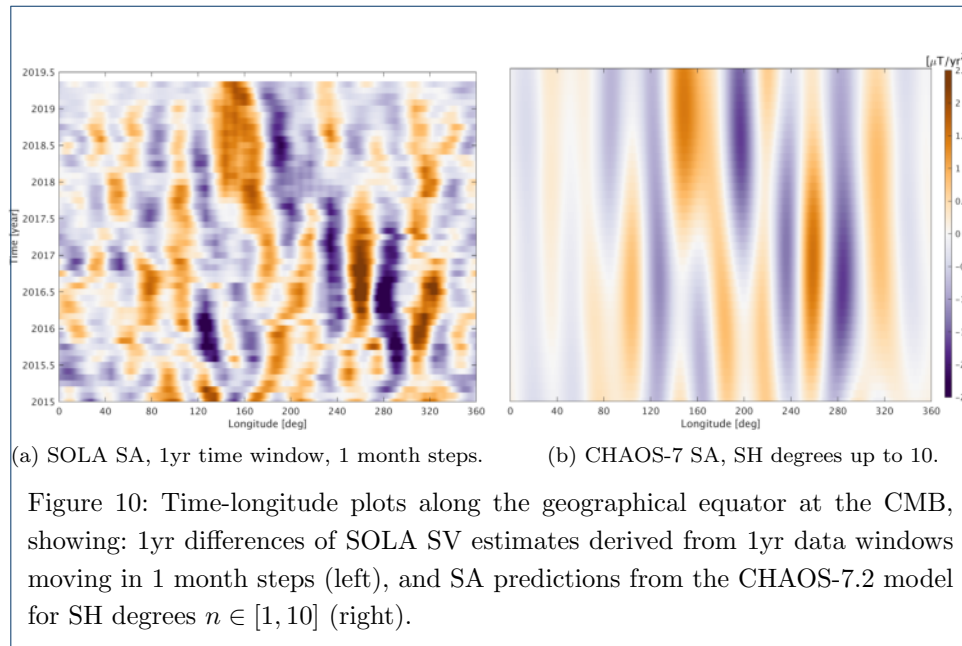 [μT/yr
2019.5
2019
2018.5
2018
2017.5
2017
2016.5
2016
2015.5
2015
Time [year]
0 40 80 120 160 200 240 280 320 360
Longitude [deg]
0 40 80 120 160 200 240 280 320 360
Longitude [deg]
(a) SOLA SA, 1yr time window, 1 month steps.
(b) CHAOS-7 SA, SH degrees up to 10.
Figure 10: Time-longitude plots along the geographical equator at the CMB,
showing: 1yr differences of SOLA SV estimates derived from 1yr data windows
moving in 1 month steps (left), and SA predictions from the CHAOS-7.2 model
for SH degrees n ∈ [1, 10] (right).